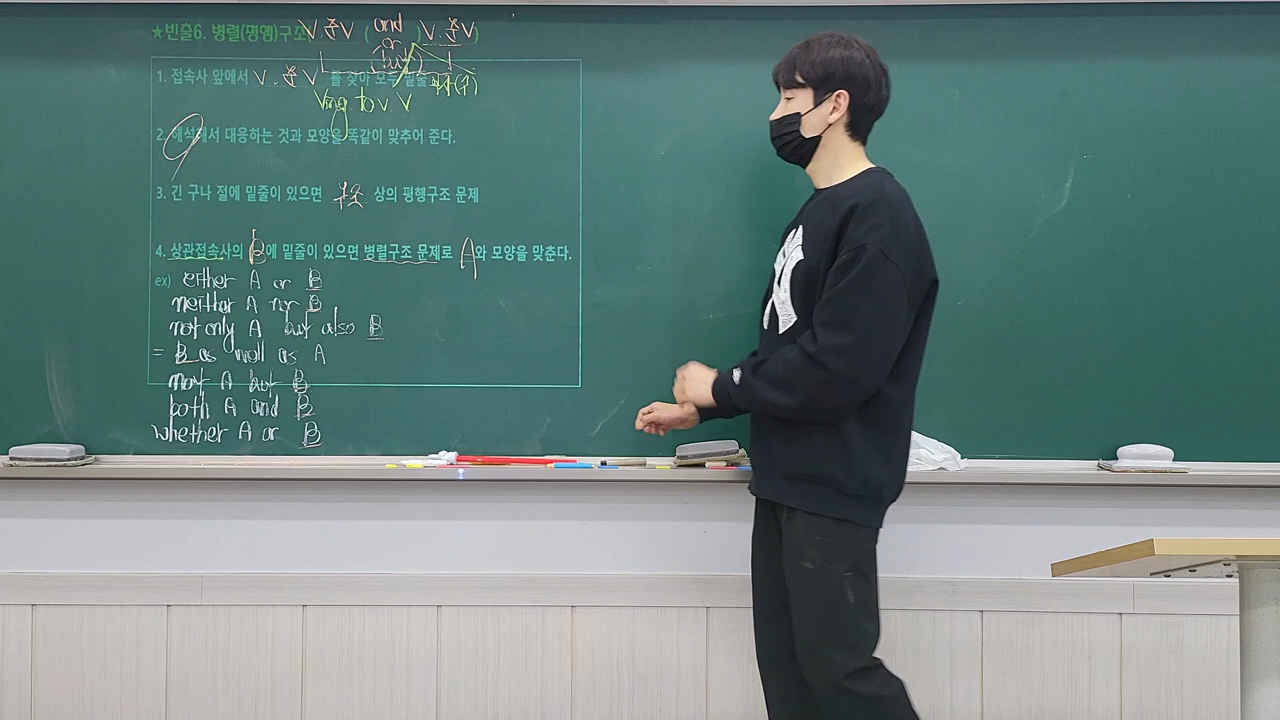 ★빈출6. 병렬(평행)구조 V 준V (and or but) V. 준V)
1. 접속사 앞에서 V. 준V 를 찾아 모두 밑줄
Ving to V. V
2. 해석해서 대응하는 것과 모양을 똑같이 맞추어 준다.
3. 긴 구나 절에 밑줄이 있으면 구조 상의 평행구조 문제
4. 상관접속사의 B에 밑줄이 있으면 병렬구조 문제로 A와 모양을 맞춘다.
ex) either A or B
neither A nor B
not only A but also B
= B as well as A
not A but B
both A and B
whether A or B